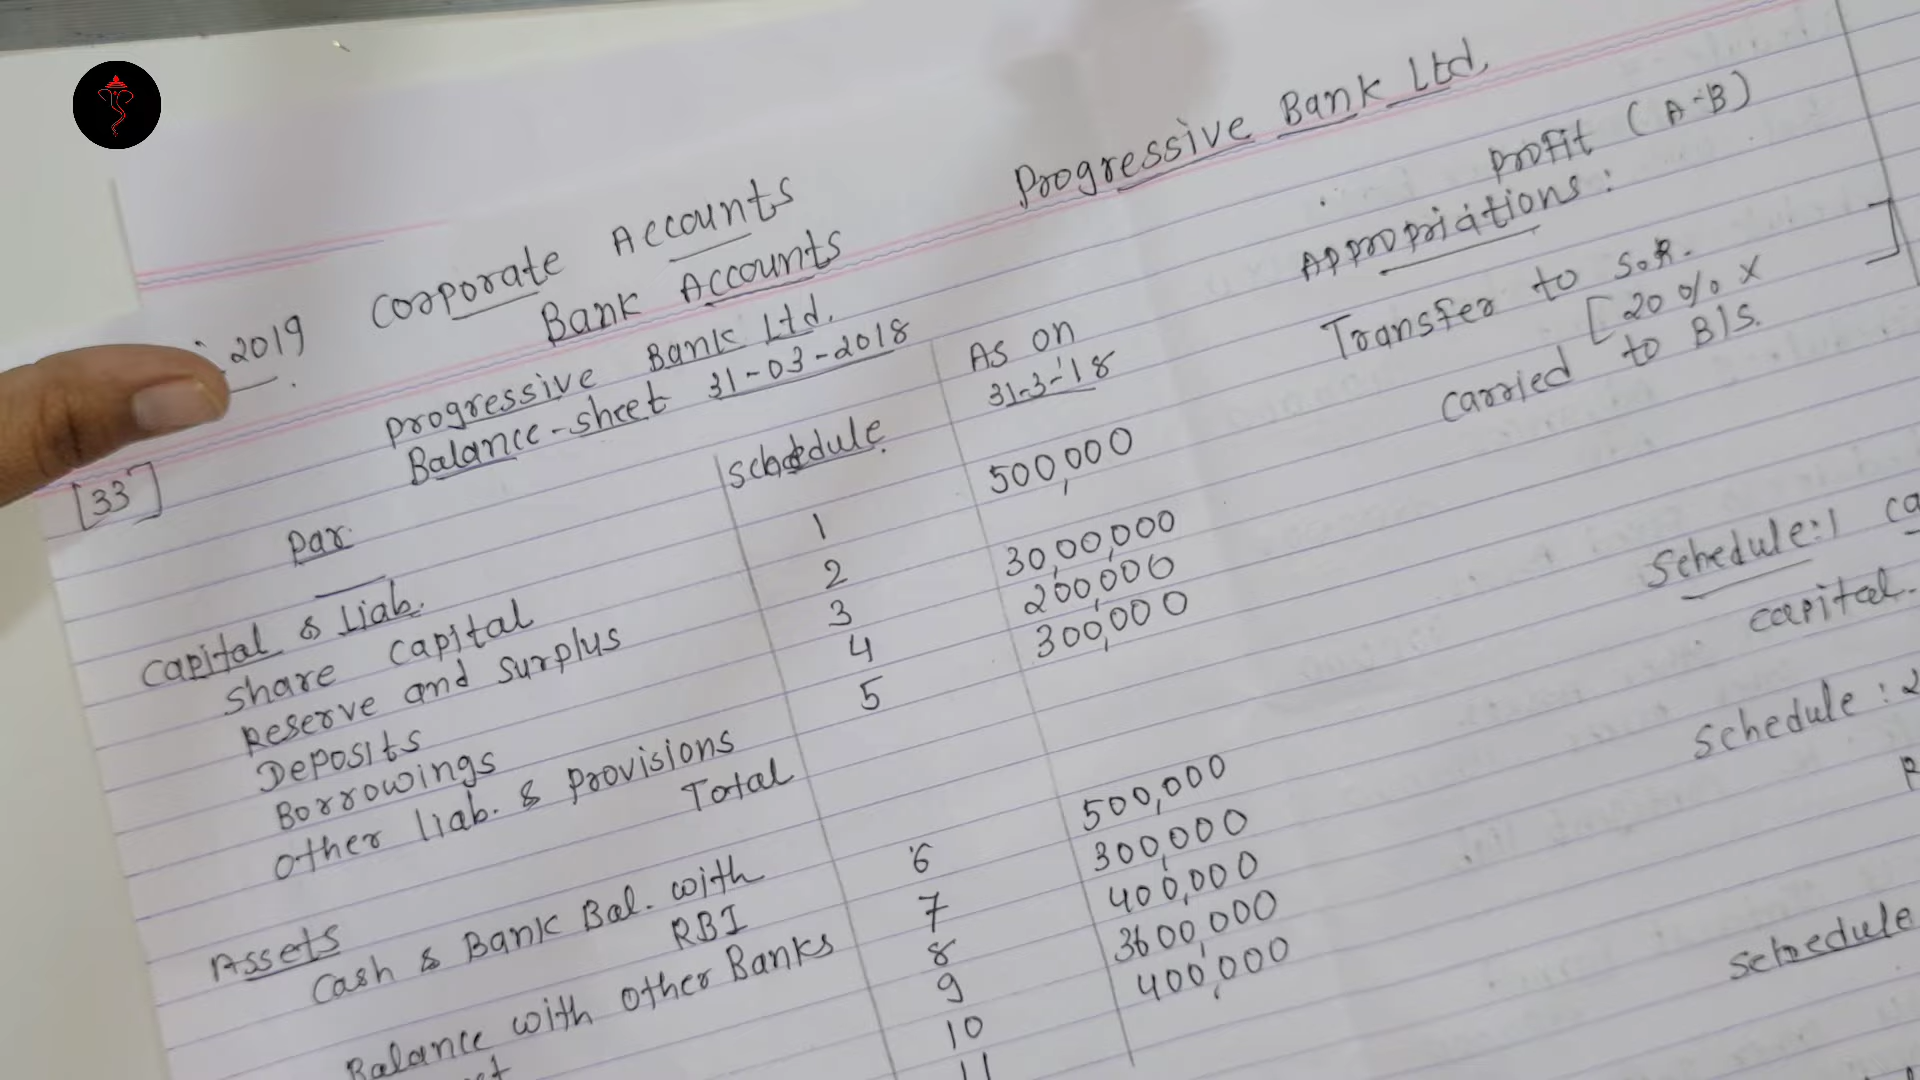 2019
Corporate Accounts
Bank Accounts
Progressive Bank Ltd.
[33] Balance-sheet 31-03-2018
Par. Schedule As on
31-3-'18
Capital & Liab.
Share capital 1 500,000
Reserve and surplus 2
Deposits 3 30,00,000
Borrowings 4 200,000
Other liab. & provisions 5 300,000
Total
Assets
Cash & Bank Bal. with
RBI 6 500,000
Balance with other Banks 7 300,000
8 400,000
9 3600,000
10 400,000
11
Progressive Bank Ltd.
Profit (A-B)
Appropriations:
Transfer to S.R.
[20% x ]
carried to B/S.
Schedule:1
capital.
Schedule:2
Schedule